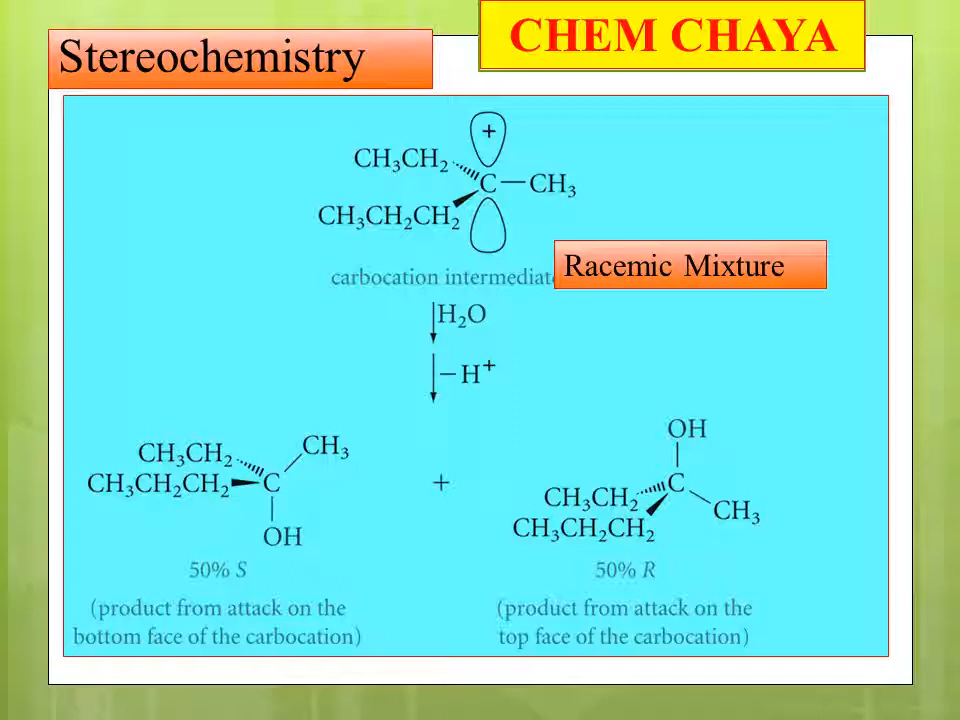 CHEM CHAYA
Stereochemistry
+
CH₃CH₂
C—CH₃
CH₃CH₂CH₂
carbocation intermediate
Racemic Mixture
H₂O
−H⁺
CH₃CH₂ CH₃
CH₃CH₂CH₂ C
OH
+
OH
CH₃CH₂ C
CH₃CH₂CH₂ CH₃
50% S
50% R
(product from attack on the
bottom face of the carbocation)
(product from attack on the
top face of the carbocation)